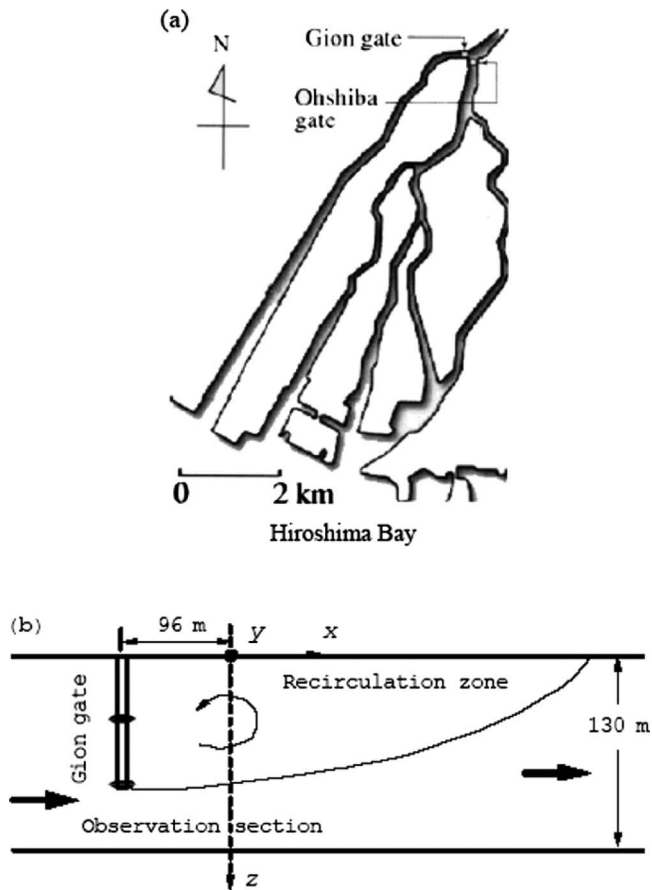 (a)
N
Gion gate
Ohshiba
gate
0 2 km
Hiroshima Bay
(b)
96 m
y
x
Gion gate
Recirculation zone
130 m
Observation section
z